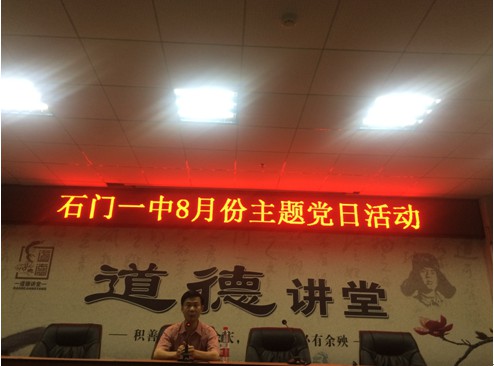 石门一中8月份主题党日活动
道德讲堂
积善 庆， 有余殃